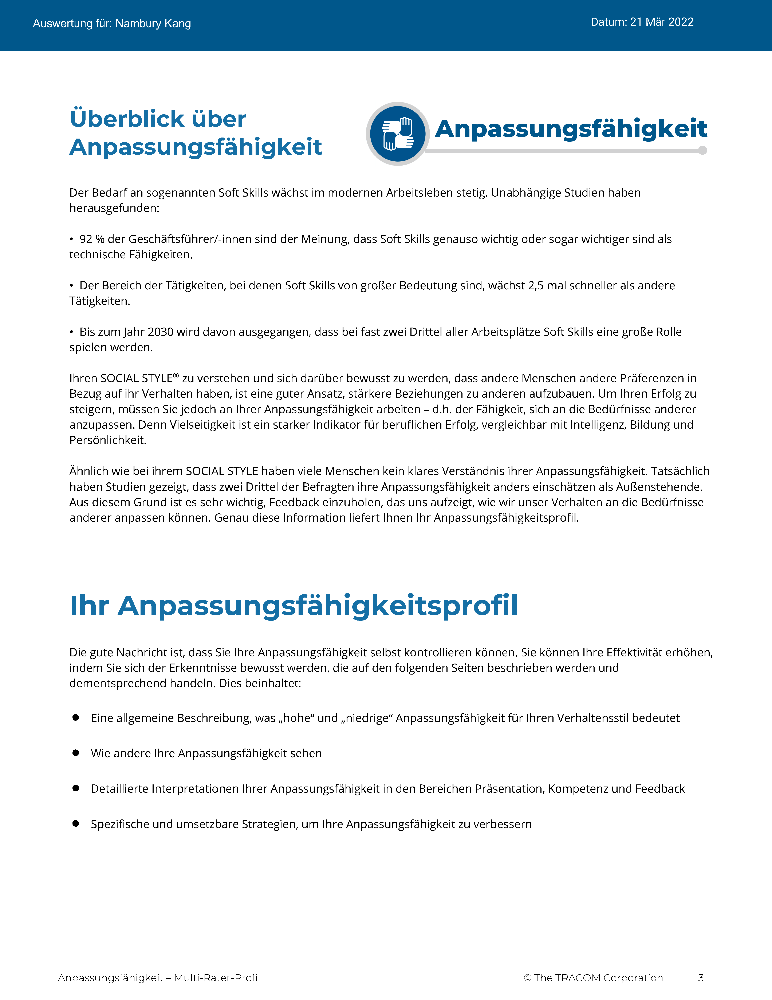 Auswertung für: Nambury Kang
Datum: 21 Mär 2022
Überblick über
Anpassungsfähigkeit
Anpassungsfähigkeit
Der Bedarf an sogenannten Soft Skills wächst im modernen Arbeitsleben stetig. Unabhängige Studien haben
herausgefunden:
• 92 % der Geschäftsführer/-innen sind der Meinung, dass Soft Skills genauso wichtig oder sogar wichtiger sind als
technische Fähigkeiten.
• Der Bereich der Tätigkeiten, bei denen Soft Skills von großer Bedeutung sind, wächst 2,5 mal schneller als andere
Tätigkeiten.
• Bis zum Jahr 2030 wird davon ausgegangen, dass bei fast zwei Drittel aller Arbeitsplätze Soft Skills eine große Rolle
spielen werden.
Ihren SOCIAL STYLE® zu verstehen und sich darüber bewusst zu werden, dass andere Menschen andere Präferenzen in
Bezug auf ihr Verhalten haben, ist eine guter Ansatz, stärkere Beziehungen zu anderen aufzubauen. Um Ihren Erfolg zu
steigern, müssen Sie jedoch an Ihrer Anpassungsfähigkeit arbeiten – d.h. der Fähigkeit, sich an die Bedürfnisse anderer
anzupassen. Denn Vielseitigkeit ist ein starker Indikator für beruflichen Erfolg, vergleichbar mit Intelligenz, Bildung und
Persönlichkeit.
Ähnlich wie bei ihrem SOCIAL STYLE haben viele Menschen kein klares Verständnis ihrer Anpassungsfähigkeit. Tatsächlich
haben Studien gezeigt, dass zwei Drittel der Befragten ihre Anpassungsfähigkeit anders einschätzen als Außenstehende.
Aus diesem Grund ist es sehr wichtig, Feedback einzuholen, das uns aufzeigt, wie wir unser Verhalten an die Bedürfnisse
anderer anpassen können. Genau diese Information liefert Ihnen Ihr Anpassungsfähigkeitsprofil.
Ihr Anpassungsfähigkeitsprofil
Die gute Nachricht ist, dass Sie Ihre Anpassungsfähigkeit selbst kontrollieren können. Sie können Ihre Effektivität erhöhen,
indem Sie sich der Erkenntnisse bewusst werden, die auf den folgenden Seiten beschrieben werden und
dementsprechend handeln. Dies beinhaltet:
● Eine allgemeine Beschreibung, was „hohe“ und „niedrige“ Anpassungsfähigkeit für Ihren Verhaltensstil bedeutet
● Wie andere Ihre Anpassungsfähigkeit sehen
● Detaillierte Interpretationen Ihrer Anpassungsfähigkeit in den Bereichen Präsentation, Kompetenz und Feedback
● Spezifische und umsetzbare Strategien, um Ihre Anpassungsfähigkeit zu verbessern
Anpassungsfähigkeit – Multi-Rater-Profil
© The TRACOM Corporation
3